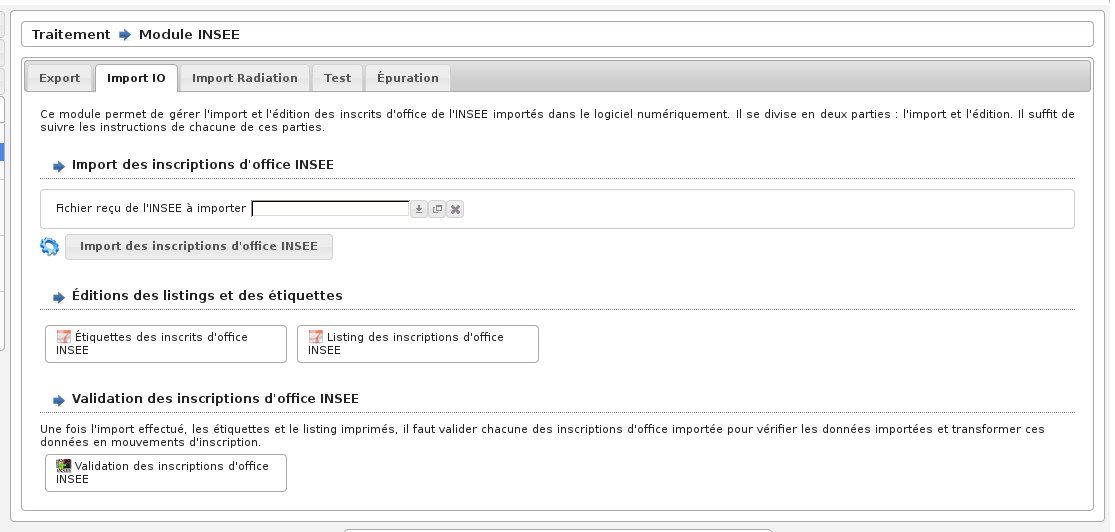 Traitement Module INSEE
Export Import IO Import Radiation Test Épuration
Ce module permet de gérer l'import et l'édition des inscrits d'office de l'INSEE importés dans le logiciel numériquement. Il se divise en deux parties : l'import et l'édition. Il suffit de
suivre les instructions de chacune de ces parties.
Import des inscriptions d'office INSEE
Fichier reçu de l'INSEE à importer
Import des inscriptions d'office INSEE
Éditions des listings et des étiquettes
Étiquettes des inscrits d'office
INSEE
Listing des inscriptions d'office
INSEE
Validation des inscriptions d'office INSEE
Une fois l'import effectué, les étiquettes et le listing imprimés, il faut valider chacune des inscriptions d'office importée pour vérifier les données importées et transformer ces
données en mouvements d'inscription.
Validation des inscriptions d'office
INSEE